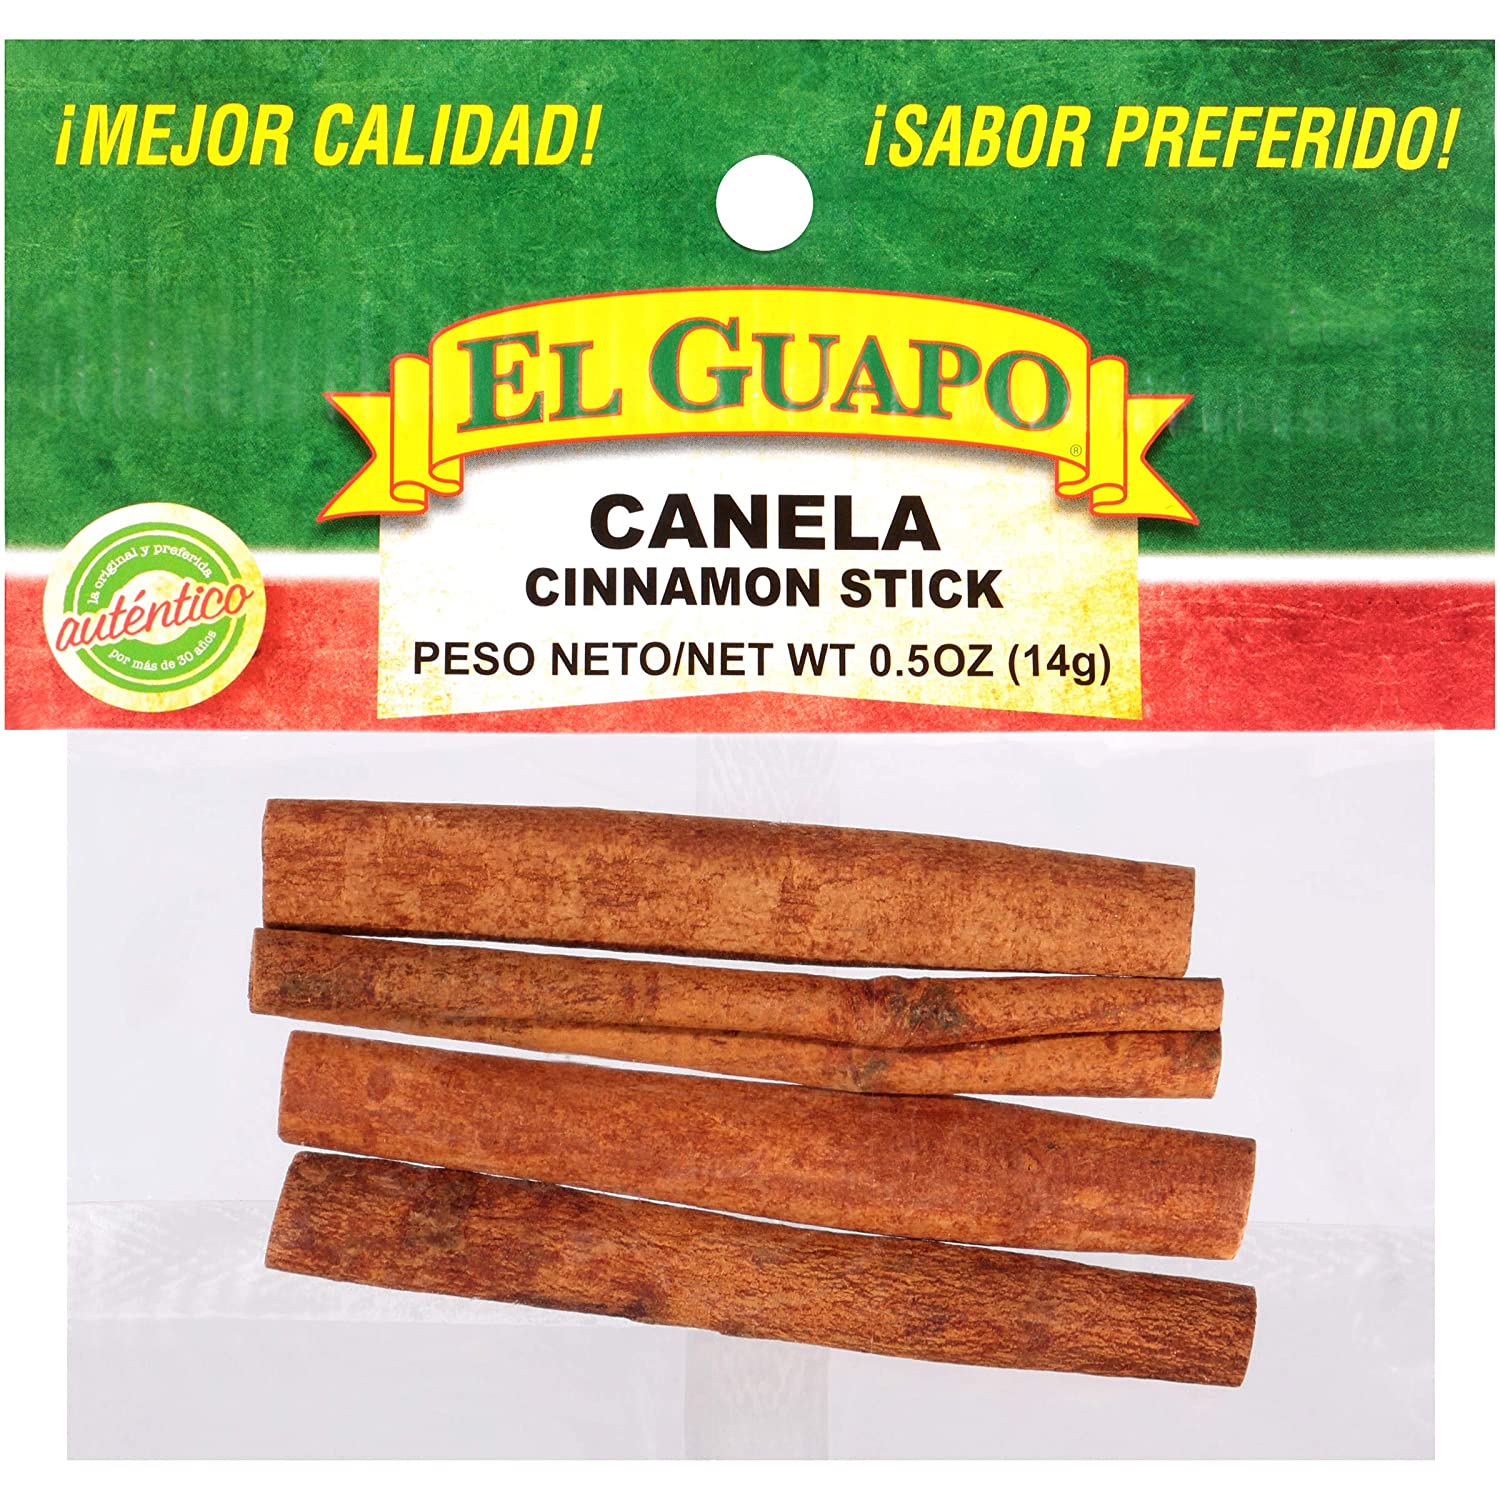 ¡MEJOR CALIDAD!
¡SABOR PREFERIDO!
EL GUAPO
®
CANELA
CINNAMON STICK
PESO NETO/NET WT 0.5OZ (14g)
la original y preferida
auténtico
por más de 30 años